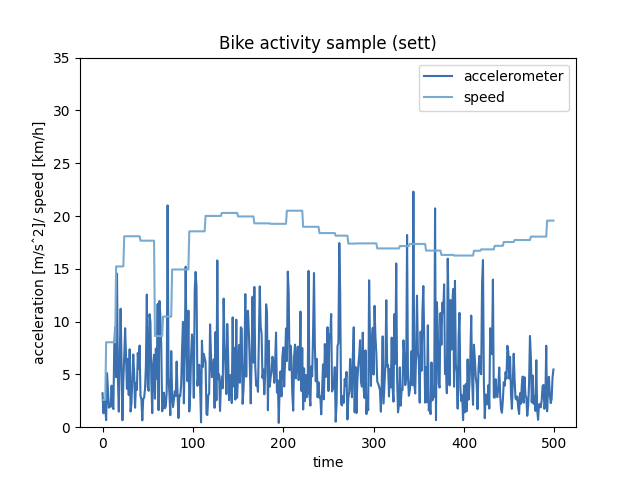 Bike activity sample (sett)
accelerometer
speed
35
30
25
20
15
10
5
0
acceleration [m/s^2]/ speed [km/h]
0 100 200 300 400 500
time